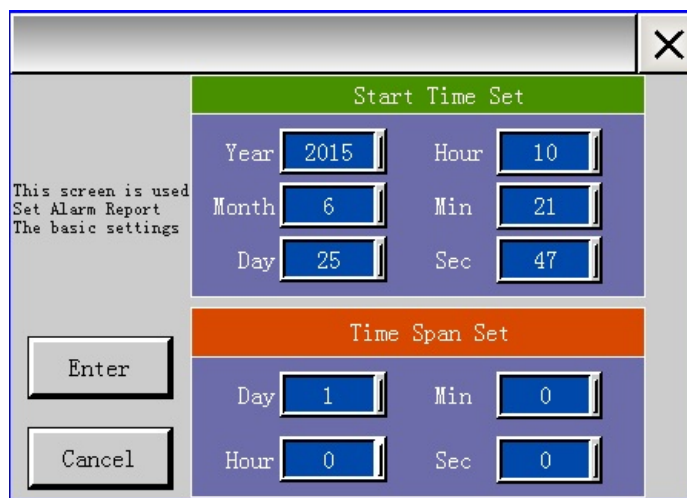 Start Time Set
Year 2015 Hour 10
This screen is used
Set Alarm Report
The basic settings
Month 6 Min 21
Day 25 Sec 47
Time Span Set
Enter
Day 1 Min 0
Cancel
Hour 0 Sec 0